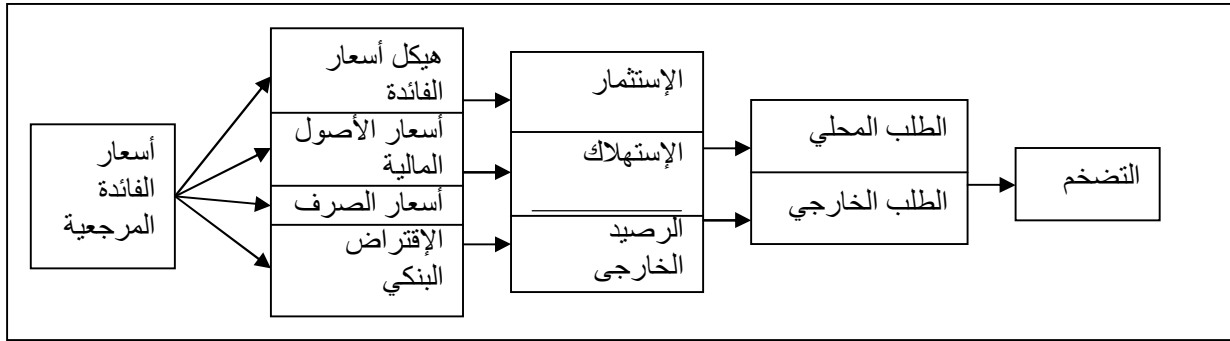 أسعار
الفائدة
المرجعية
هيكل أسعار
الفائدة
أسعار الأصول
المالية
أسعار الصرف
الإقتراض
البنكي
الإستثمار
الإستهلاك
الرصيد
الخارجى
الطلب المحلي
الطلب الخارجي
التضخم